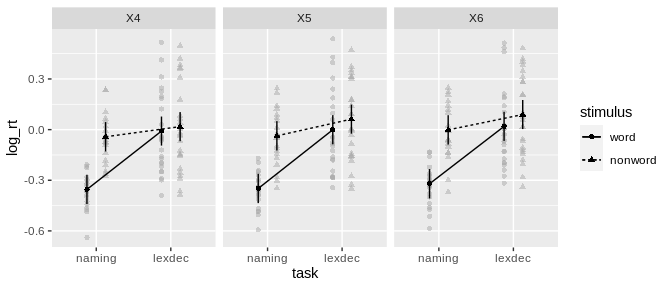 X4 X5 X6
log_rt
0.3
0.0
-0.3
-0.6
naming lexdec naming lexdec naming lexdec
task
stimulus
word
nonword